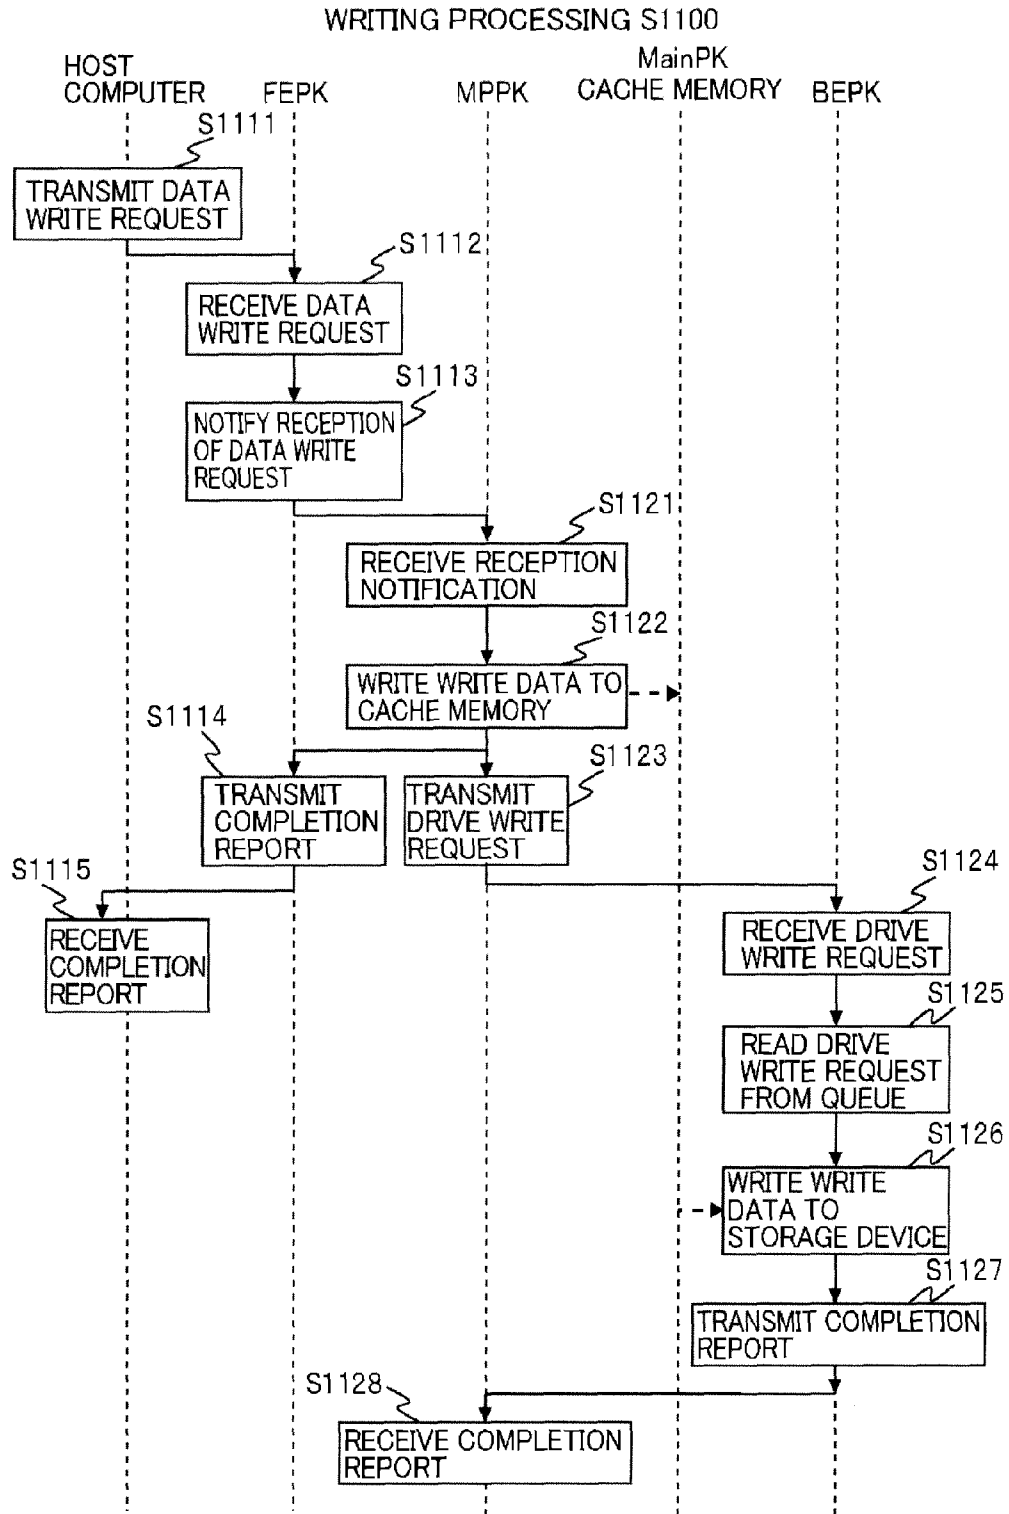 WRITING PROCESSING S1100
HOST
COMPUTER
FEPK
MPPK
MainPK
CACHE MEMORY
BEPK
S1111
TRANSMIT DATA
WRITE REQUEST
S1112
RECEIVE DATA
WRITE REQUEST
S1113
NOTIFY RECEPTION
OF DATA WRITE
REQUEST
S1121
RECEIVE RECEPTION
NOTIFICATION
S1122
WRITE WRITE DATA TO
CACHE MEMORY
S1114
TRANSMIT
COMPLETION
REPORT
S1123
TRANSMIT
DRIVE WRITE
REQUEST
S1115
RECEIVE
COMPLETION
REPORT
S1124
RECEIVE DRIVE
WRITE REQUEST
S1125
READ DRIVE
WRITE REQUEST
FROM QUEUE
S1126
WRITE WRITE
DATA TO
STORAGE DEVICE
S1127
TRANSMIT COMPLETION
REPORT
S1128
RECEIVE COMPLETION
REPORT